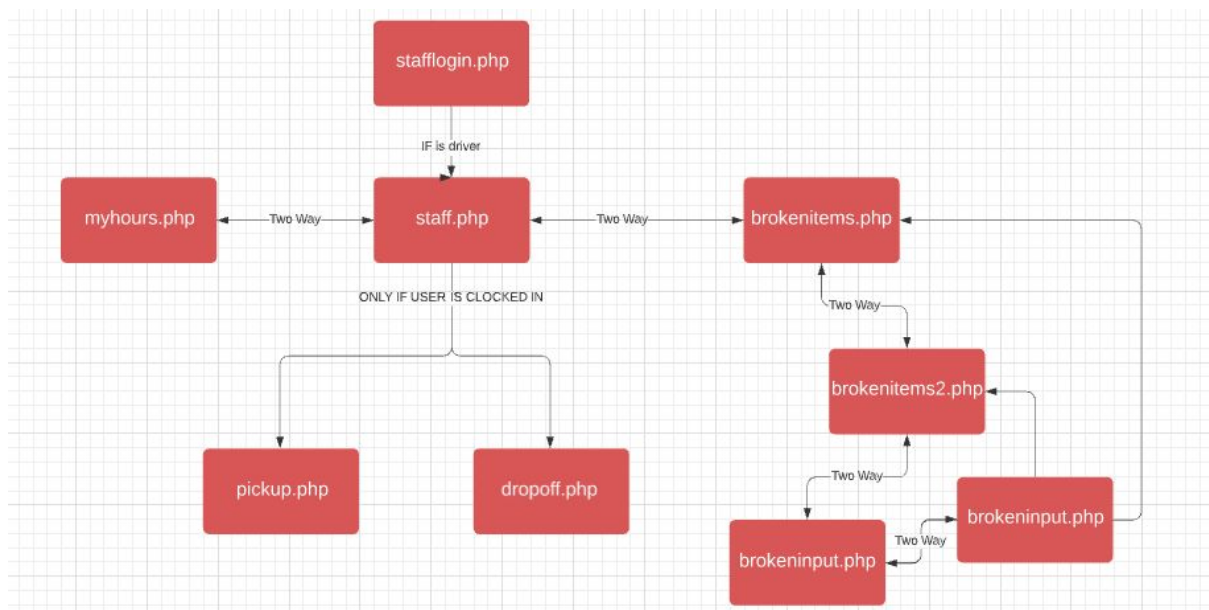 stafflogin.php
IF is driver
myhours.php
Two Way
staff.php
Two Way
brokenitems.php
ONLY IF USER IS CLOCKED IN
Two Way
brokenitems2.php
pickup.php
dropoff.php
Two Way
brokeninput.php
Two Way
brokeninput.php